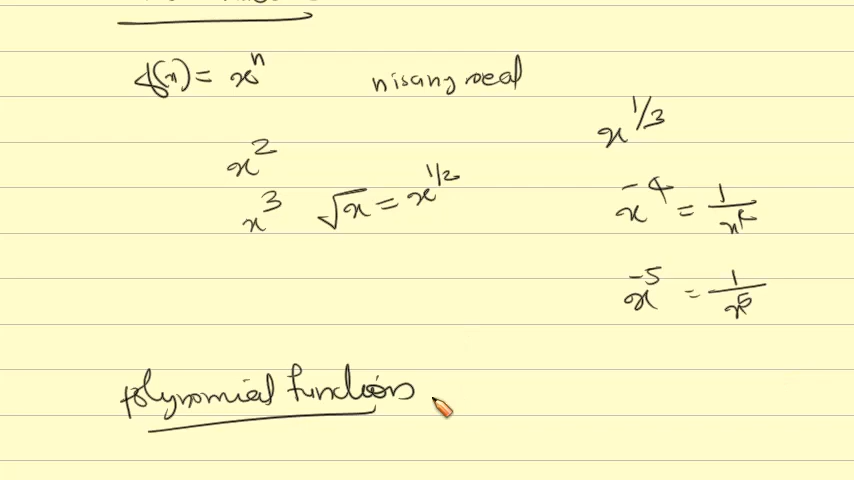 f(x) = x^n n is any real
x^{1/3}
x^2
x^3 √x = x^{1/2}
x^{-4} = 1/x^4
x^{-5} = 1/x^5
polynomial functions